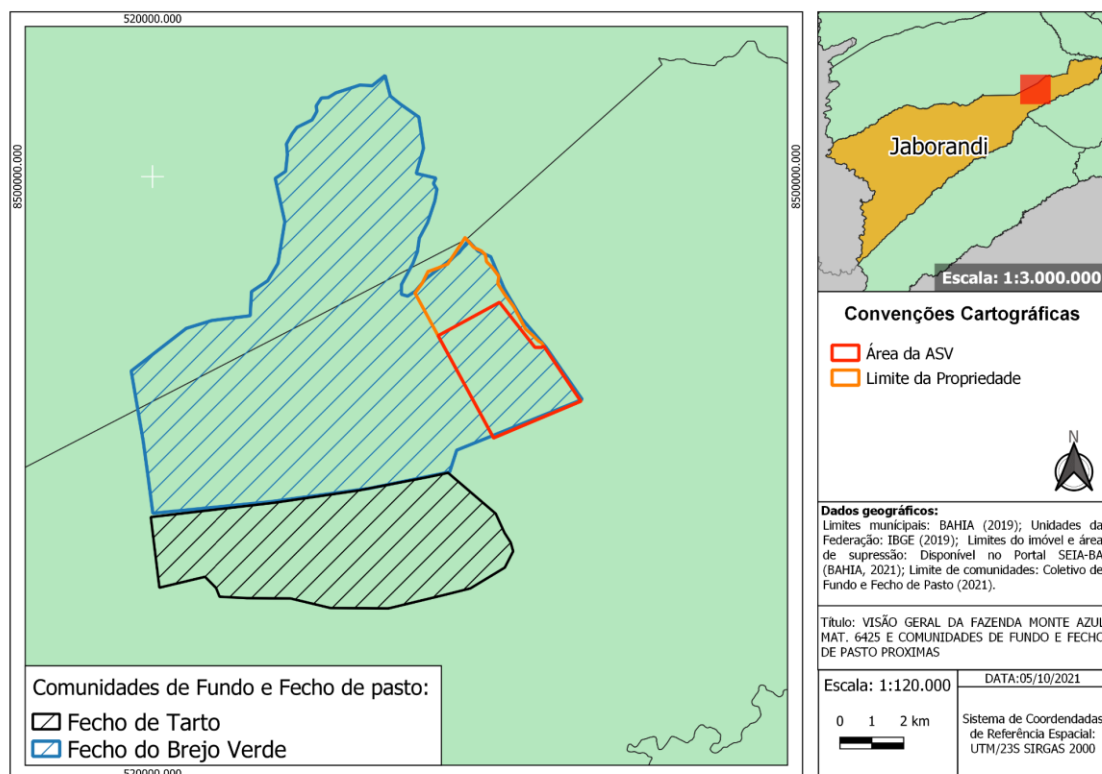 520000.000
8500000.000
8500000.000
Comunidades de Fundo e Fecho de pasto:
Fecho de Tarto
Fecho do Brejo Verde
520000.000
Jaborandi
Escala: 1:3.000.000
Convenções Cartográficas
Área da ASV
Limite da Propriedade
N
Dados geográficos:
Limites munícipais: BAHIA (2019); Unidades da
Federação: IBGE (2019); Limites do imóvel e área
de supressão: Disponível no Portal SEIA-BA
(BAHIA, 2021); Limite de comunidades: Coletivo de
Fundo e Fecho de Pasto (2021).
Título: VISÃO GERAL DA FAZENDA MONTE AZUL
MAT. 6425 E COMUNIDADES DE FUNDO E FECHO
DE PASTO PROXIMAS
Escala: 1:120.000
0 1 2 km
DATA:05/10/2021
Sistema de Coordendadas
de Referência Espacial:
UTM/23S SIRGAS 2000